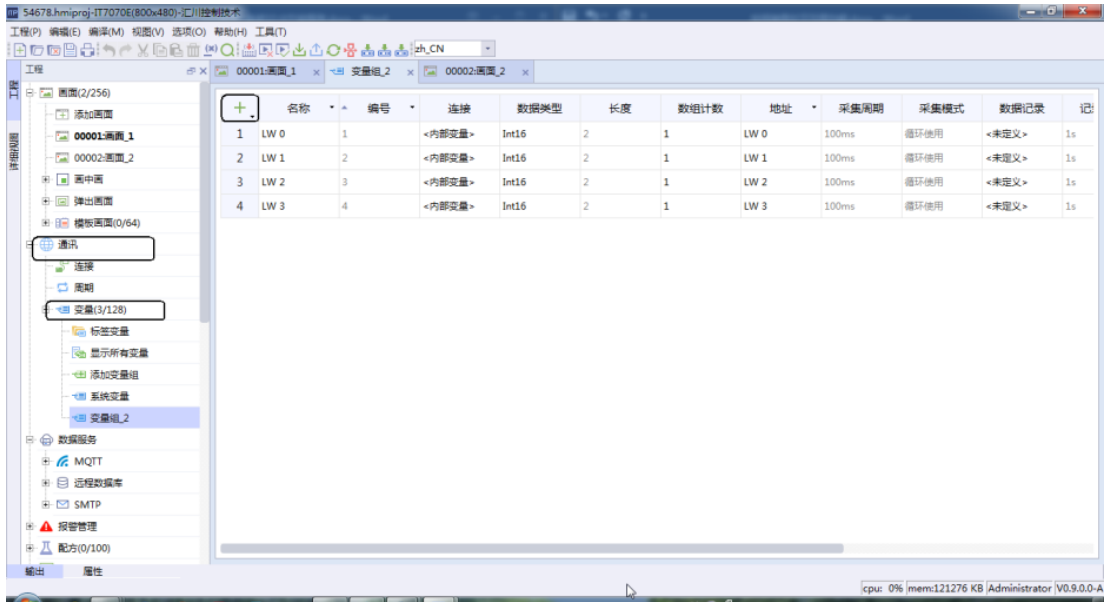 54678.hmiproj-IT7070E(800x480)-汇川控制技术
工程(P) 编辑(E) 编译(M) 视图(V) 选项(O) 帮助(H) 工具(T)
zh_CN
工程
00001:画面_1 变量组_2 00002:画面_2
画面(2/256)
添加画面
00001:画面_1
00002:画面_2
画中画
弹出画面
模板画面(0/64)
通讯
连接
周期
变量(3/128)
标签变量
显示所有变量
添加变量组
系统变量
变量组_2
数据服务
MQTT
远程数据库
SMTP
报警管理
配方(0/100)
名称 编号 连接 数据类型 长度 数组计数 地址 采集周期 采集模式 数据记录
1 LW 0 1 <内部变量> Int16 2 1 LW 0 100ms 循环使用 <未定义> 1s
2 LW 1 2 <内部变量> Int16 2 1 LW 1 100ms 循环使用 <未定义> 1s
3 LW 2 3 <内部变量> Int16 2 1 LW 2 100ms 循环使用 <未定义> 1s
4 LW 3 4 <内部变量> Int16 2 1 LW 3 100ms 循环使用 <未定义> 1s
输出 属性
cpu: 0% mem:121276 KB Administrator V0.9.0.0-A